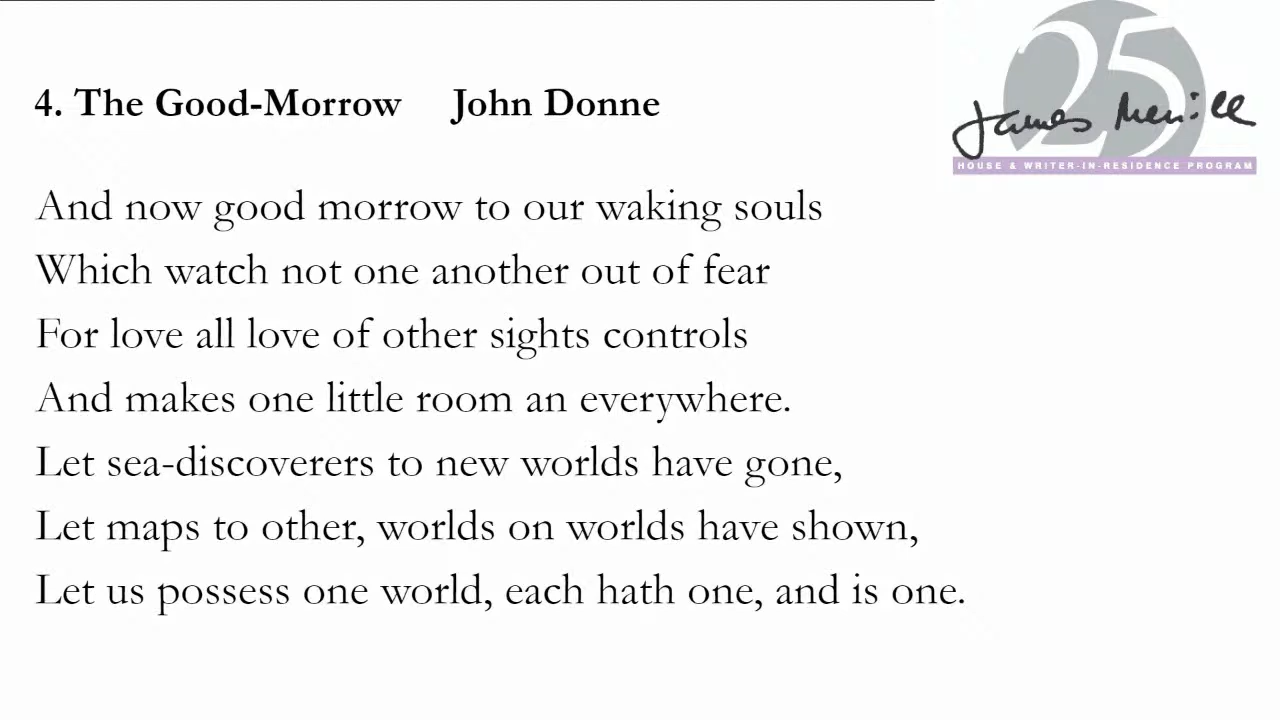 4. The Good-Morrow John Donne
25
James Merrill
HOUSE & WRITER-IN-RESIDENCE PROGRAM
And now good morrow to our waking souls
Which watch not one another out of fear
For love all love of other sights controls
And makes one little room an everywhere.
Let sea-discoverers to new worlds have gone,
Let maps to other, worlds on worlds have shown,
Let us possess one world, each hath one, and is one.